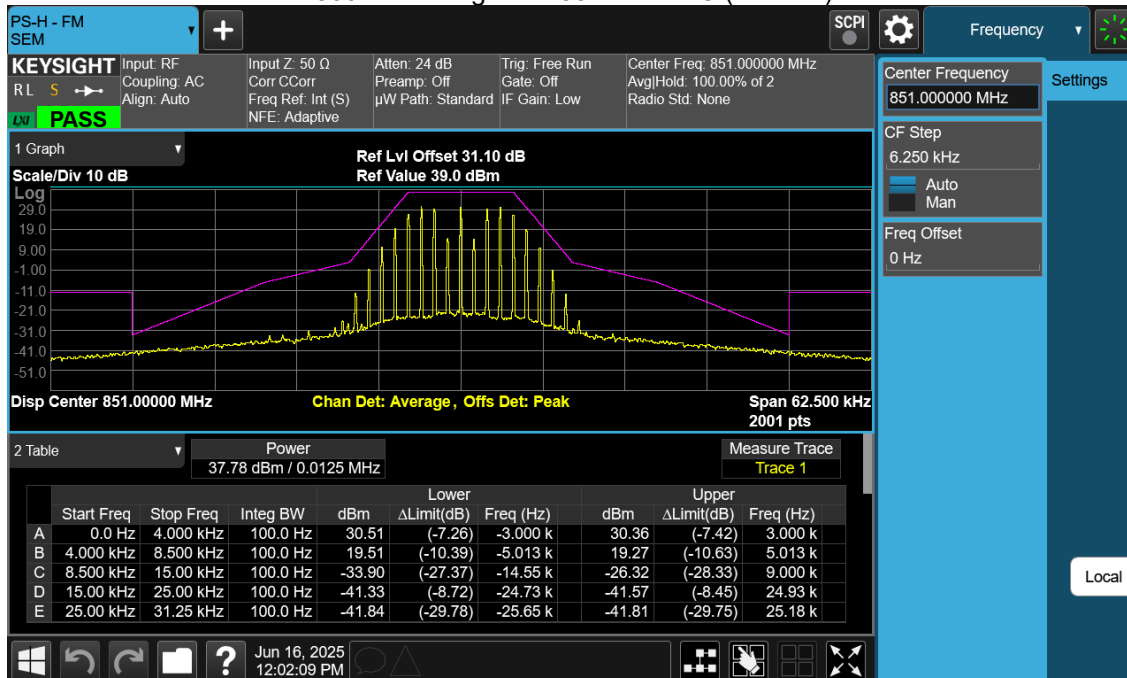 PS-H - FM
SEM
SCPI
Frequency
KEYSIGHT
R L S
LXI PASS
Input: RF
Coupling: AC
Align: Auto
Input Z: 50 Ω
Corr CCorr
Freq Ref: Int (S)
NFE: Adaptive
Atten: 24 dB
Preamp: Off
µW Path: Standard
Trig: Free Run
Gate: Off
IF Gain: Low
Center Freq: 851.000000 MHz
Avg|Hold: 100.00% of 2
Radio Std: None
Center Frequency
851.000000 MHz
Settings
CF Step
6.250 kHz
Auto
Man
Freq Offset
0 Hz
Local
1 Graph
Scale/Div 10 dB
Ref Lvl Offset 31.10 dB
Ref Value 39.0 dBm
Log
29.0
19.0
9.00
-1.00
-11.0
-21.0
-31.0
-41.0
-51.0
Disp Center 851.00000 MHz
Chan Det: Average , Offs Det: Peak
Span 62.500 kHz
2001 pts
2 Table
Power
37.78 dBm / 0.0125 MHz
Measure Trace
Trace 1
Lower Upper
Start Freq Stop Freq Integ BW dBm ΔLimit(dB) Freq (Hz) dBm ΔLimit(dB) Freq (Hz)
A 0.0 Hz 4.000 kHz 100.0 Hz 30.51 (-7.26) -3.000 k 30.36 (-7.42) 3.000 k
B 4.000 kHz 8.500 kHz 100.0 Hz 19.51 (-10.39) -5.013 k 19.27 (-10.63) 5.013 k
C 8.500 kHz 15.00 kHz 100.0 Hz -33.90 (-27.37) -14.55 k -26.32 (-28.33) 9.000 k
D 15.00 kHz 25.00 kHz 100.0 Hz -41.33 (-8.72) -24.73 k -41.57 (-8.45) 24.93 k
E 25.00 kHz 31.25 kHz 100.0 Hz -41.84 (-29.78) -25.65 k -41.81 (-29.75) 25.18 k
?
Jun 16, 2025
12:02:09 PM